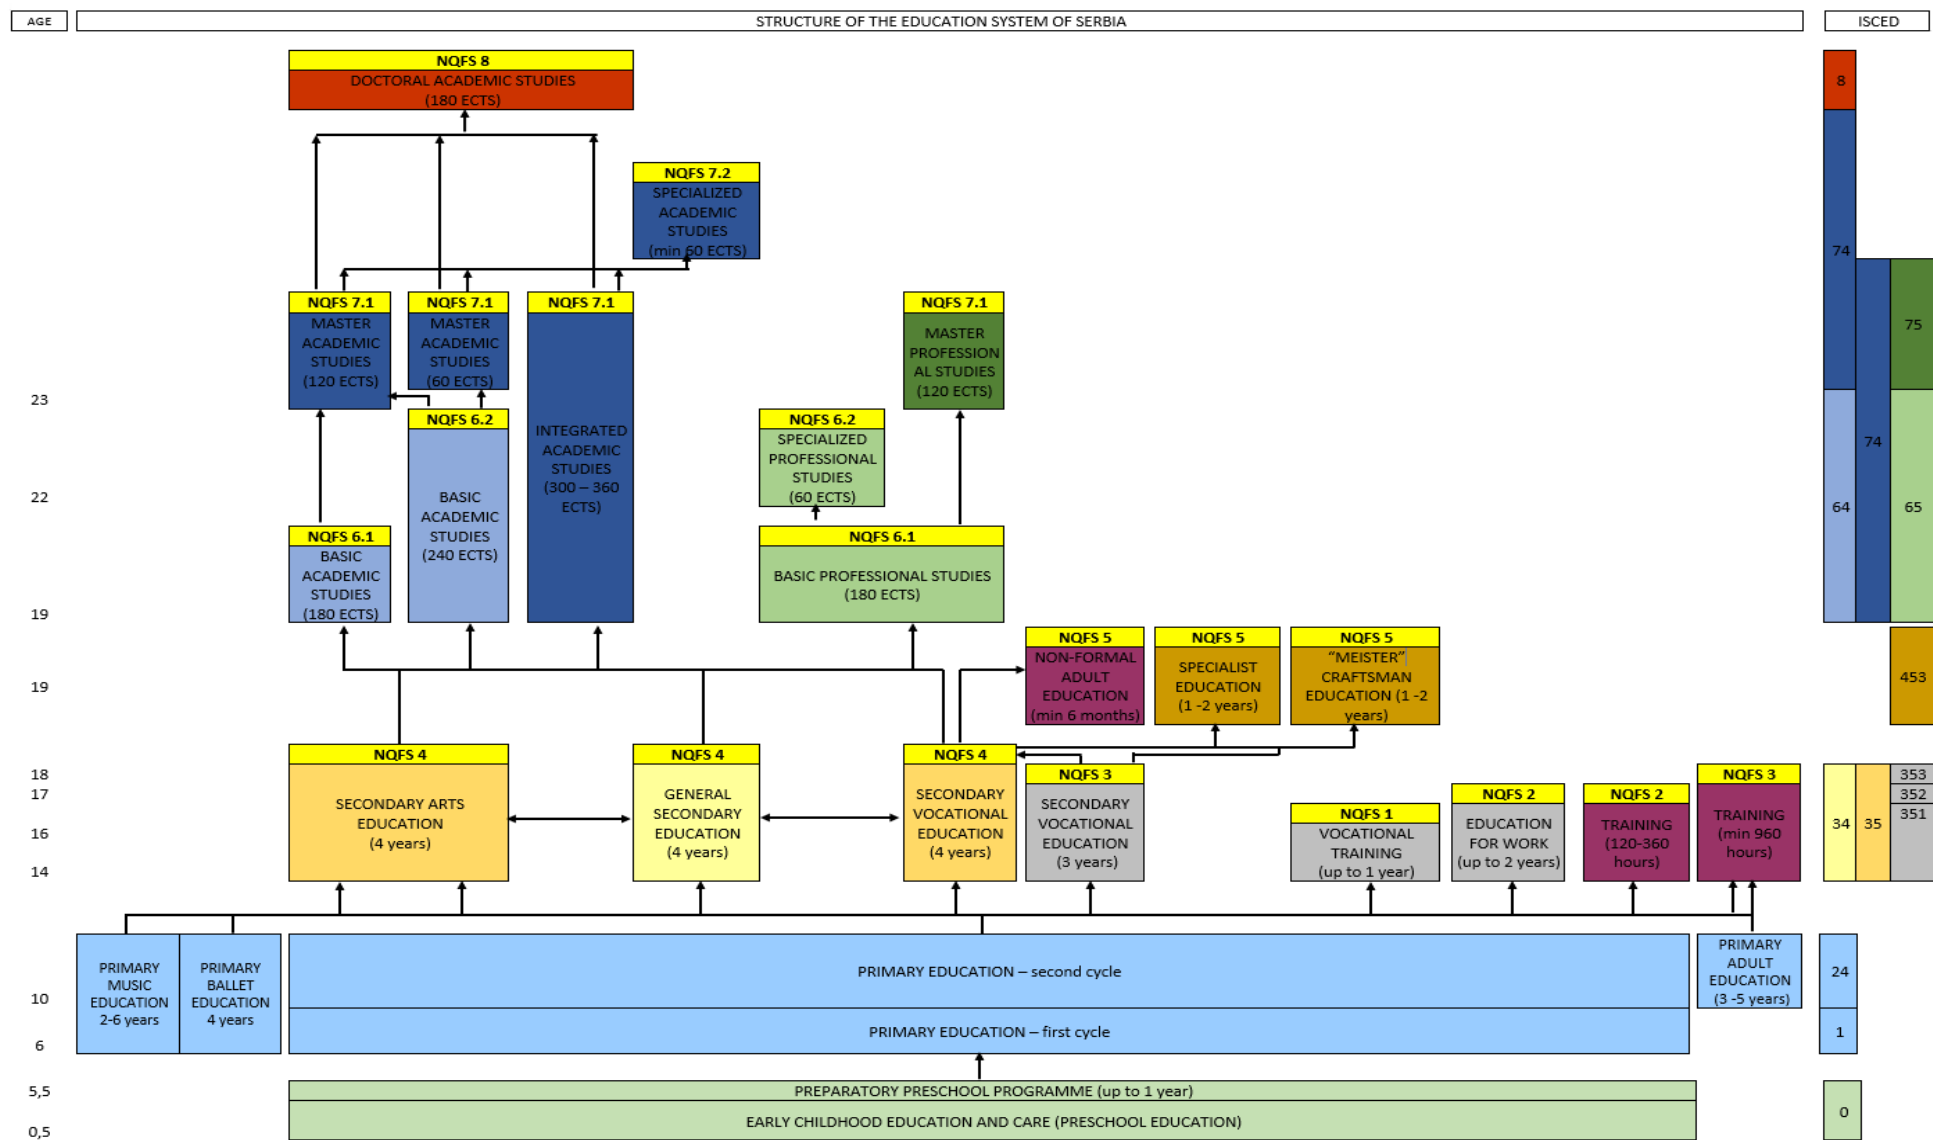 AGE
STRUCTURE OF THE EDUCATION SYSTEM OF SERBIA
ISCED
NQFS 8
DOCTORAL ACADEMIC STUDIES
(180 ECTS)
8
NQFS 7.2
SPECIALIZED
ACADEMIC
STUDIES
(min 60 ECTS)
74
NQFS 7.1
MASTER
ACADEMIC
STUDIES
(120 ECTS)
NQFS 7.1
MASTER
ACADEMIC
STUDIES
(60 ECTS)
NQFS 7.1
INTEGRATED
ACADEMIC
STUDIES
(300 – 360
ECTS)
NQFS 7.1
MASTER
PROFESSION
AL STUDIES
(120 ECTS)
75
23
NQFS 6.2
BASIC
ACADEMIC
STUDIES
(240 ECTS)
NQFS 6.2
SPECIALIZED
PROFESSIONAL
STUDIES
(60 ECTS)
74
22
64
65
NQFS 6.1
BASIC
ACADEMIC
STUDIES
(180 ECTS)
NQFS 6.1
BASIC PROFESSIONAL STUDIES
(180 ECTS)
19
NQFS 5
NON-FORMAL
ADULT
EDUCATION
(min 6 months)
NQFS 5
SPECIALIST
EDUCATION
(1 -2 years)
NQFS 5
“MEISTER”
CRAFTSMAN
EDUCATION (1 -2
years)
19
453
NQFS 4
SECONDARY ARTS
EDUCATION
(4 years)
NQFS 4
GENERAL
SECONDARY
EDUCATION
(4 years)
NQFS 4
SECONDARY
VOCATIONAL
EDUCATION
(4 years)
NQFS 3
SECONDARY
VOCATIONAL
EDUCATION
(3 years)
NQFS 1
VOCATIONAL
TRAINING
(up to 1 year)
NQFS 2
EDUCATION
FOR WORK
(up to 2 years)
NQFS 2
TRAINING
(120-360
hours)
NQFS 3
TRAINING
(min 960
hours)
18
17
16
14
34
35
353
352
351
PRIMARY
MUSIC
EDUCATION
2-6 years
PRIMARY
BALLET
EDUCATION
4 years
PRIMARY EDUCATION – second cycle
PRIMARY
ADULT
EDUCATION
(3 -5 years)
24
10
PRIMARY EDUCATION – first cycle
1
6
5,5
PREPARATORY PRESCHOOL PROGRAMME (up to 1 year)
EARLY CHILDHOOD EDUCATION AND CARE (PRESCHOOL EDUCATION)
0
0,5